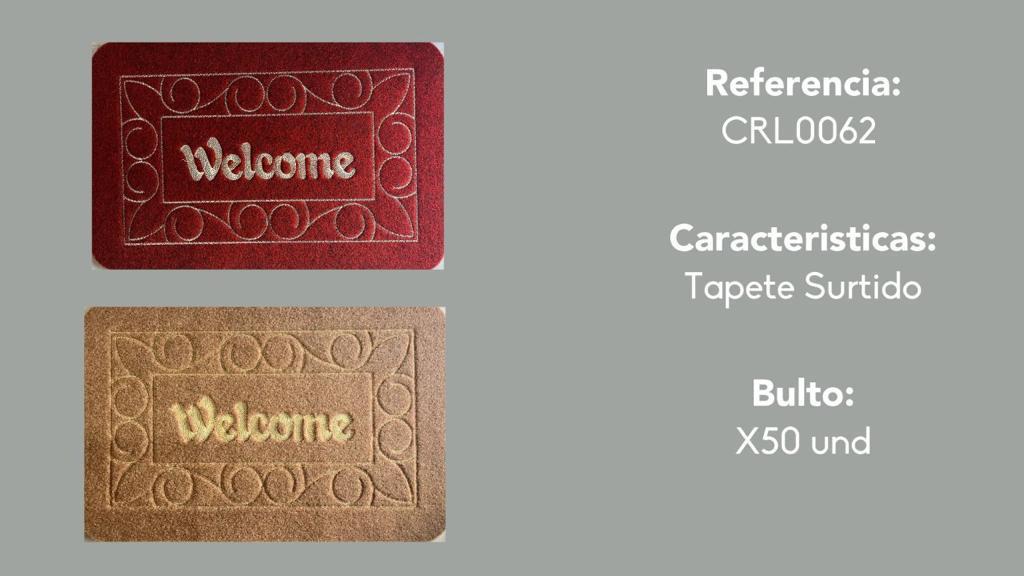 Welcome
Welcome
Referencia:
CRL0062
Caracteristicas:
Tapete Surtido
Bulto:
X50 und